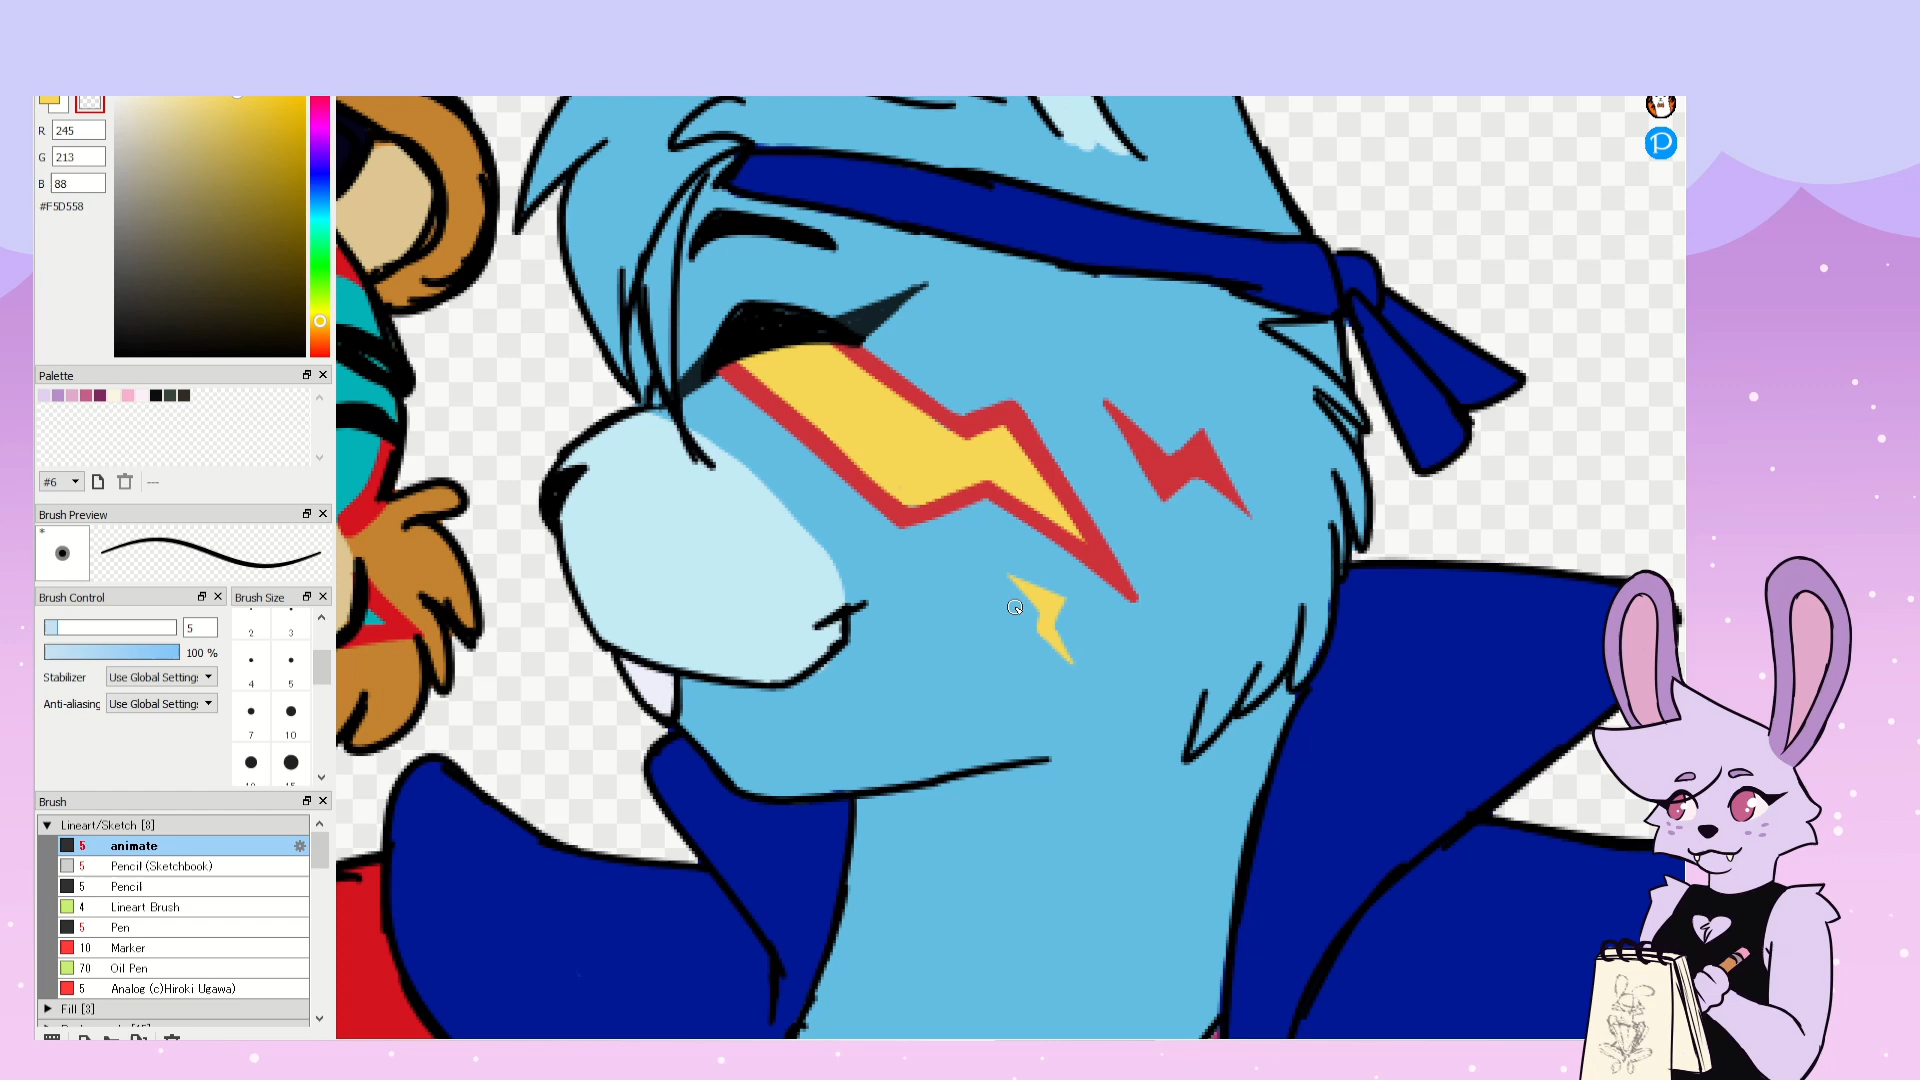 R 245
G 213
B 88
#F5D558
Palette
#6
---
Brush Preview
*
Brush Control
5
100 %
Stabilizer Use Global Setting:
Anti-aliasing Use Global Setting:
Brush Size
2 3
4 5
7 10
Brush
Lineart/Sketch [8]
5 animate
5 Pencil (Sketchbook)
5 Pencil
4 Lineart Brush
5 Pen
10 Marker
70 Oil Pen
5 Analog (c)Hiroki Ugawa)
Fill [3]
P